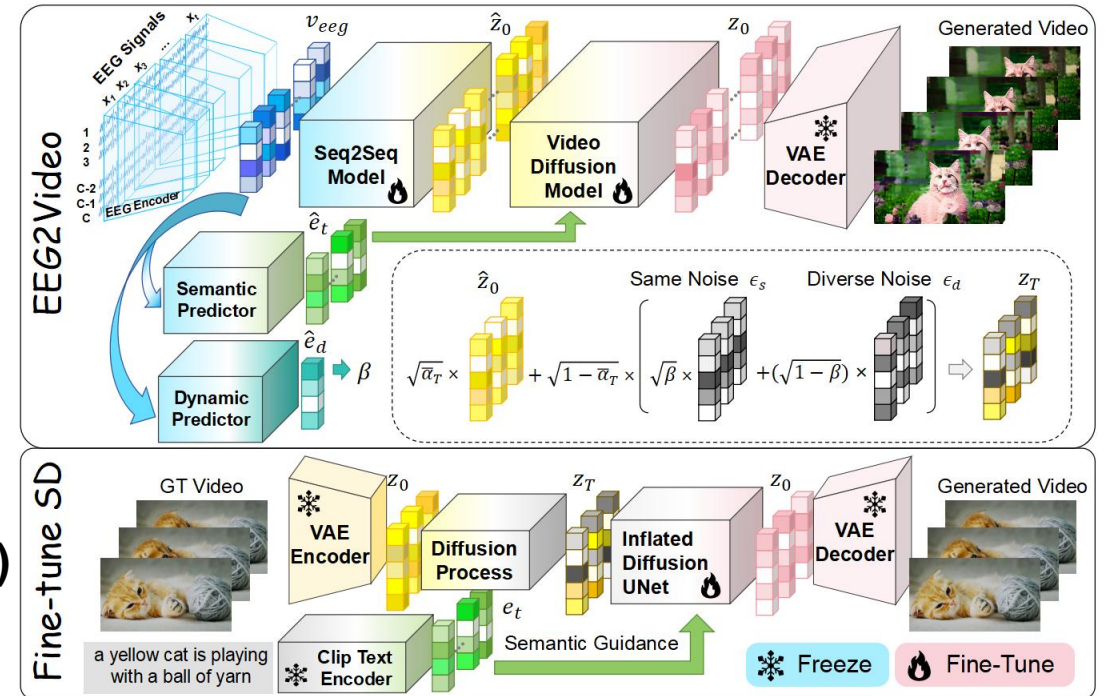 EEG2Video
EEG Signals
X₁ X₂ X₃ ... Xₜ
1
2
3
C-2
C-1
C
EEG Encoder
v_eeg
Seq2Seq
Model
ẑ₀
Video
Diffusion
Model
z₀
VAE
Decoder
Generated Video
Semantic
Predictor
ê_t
Dynamic
Predictor
ê_d
β
ẑ₀
Same Noise ϵ_s
Diverse Noise ϵ_d
z_T
√ᾱ_T × + √1 − ᾱ_T × [ √β × +(√1 − β) × ]
Fine-tune SD
GT Video
a yellow cat is playing
with a ball of yarn
VAE
Encoder
z₀
Diffusion
Process
z_T
Inflated
Diffusion
UNet
z₀
VAE
Decoder
Generated Video
Clip Text
Encoder
e_t
Semantic Guidance
Freeze
Fine-Tune
)